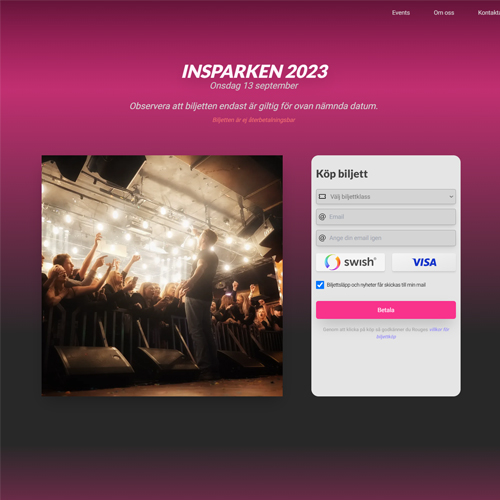 Events Om oss Kontakt
INSPARKEN 2023
Onsdag 13 september
Observera att biljetten endast är giltig för ovan nämnda datum.
Biljetten är ej återbetalningsbar
Köp biljett
Välj biljettklass
@ Email
@ Ange din email igen
swish® VISA
Biljettsläpp och nyheter får skickas till min mail
Betala
Genom att klicka på Köp så godkänner du Norges villkor för
biljettköp